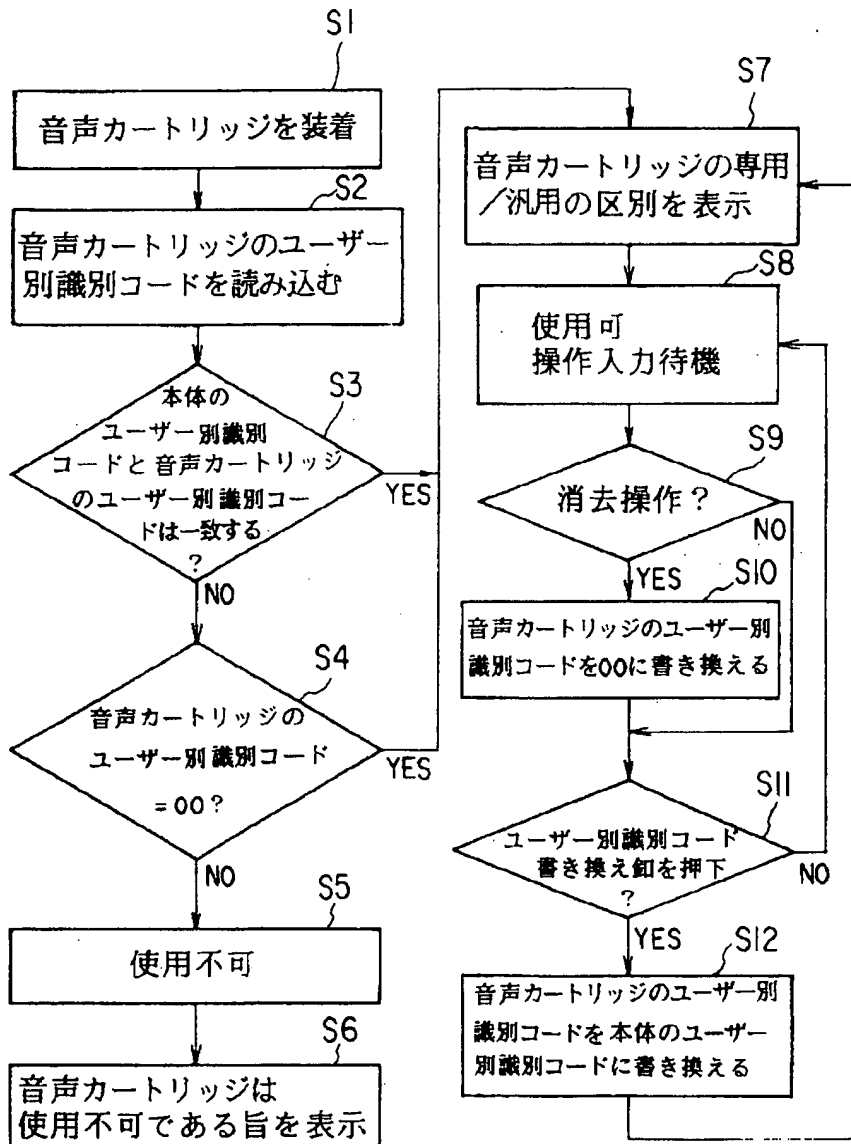 S1
音声カートリッジを装着
S2
音声カートリッジのユーザー
別識別コードを読み込む
S3
本体の
ユーザー別識別
コードと音声カートリッジ
のユーザー別識別コー
ドは一致する
?
YES
NO
S4
音声カートリッジの
ユーザー別識別コード
=00?
YES
NO
S5
使用不可
S6
音声カートリッジは
使用不可である旨を表示
S7
音声カートリッジの専用
/汎用の区別を表示
S8
使用可
操作入力待機
S9
消去操作?
NO
YES
S10
音声カートリッジのユーザー別
識別コードを00に書き換える
S11
ユーザー別識別コード
書き換え釦を押下
?
NO
YES
S12
音声カートリッジのユーザー別
識別コードを本体のユーザー
別識別コードに書き換える